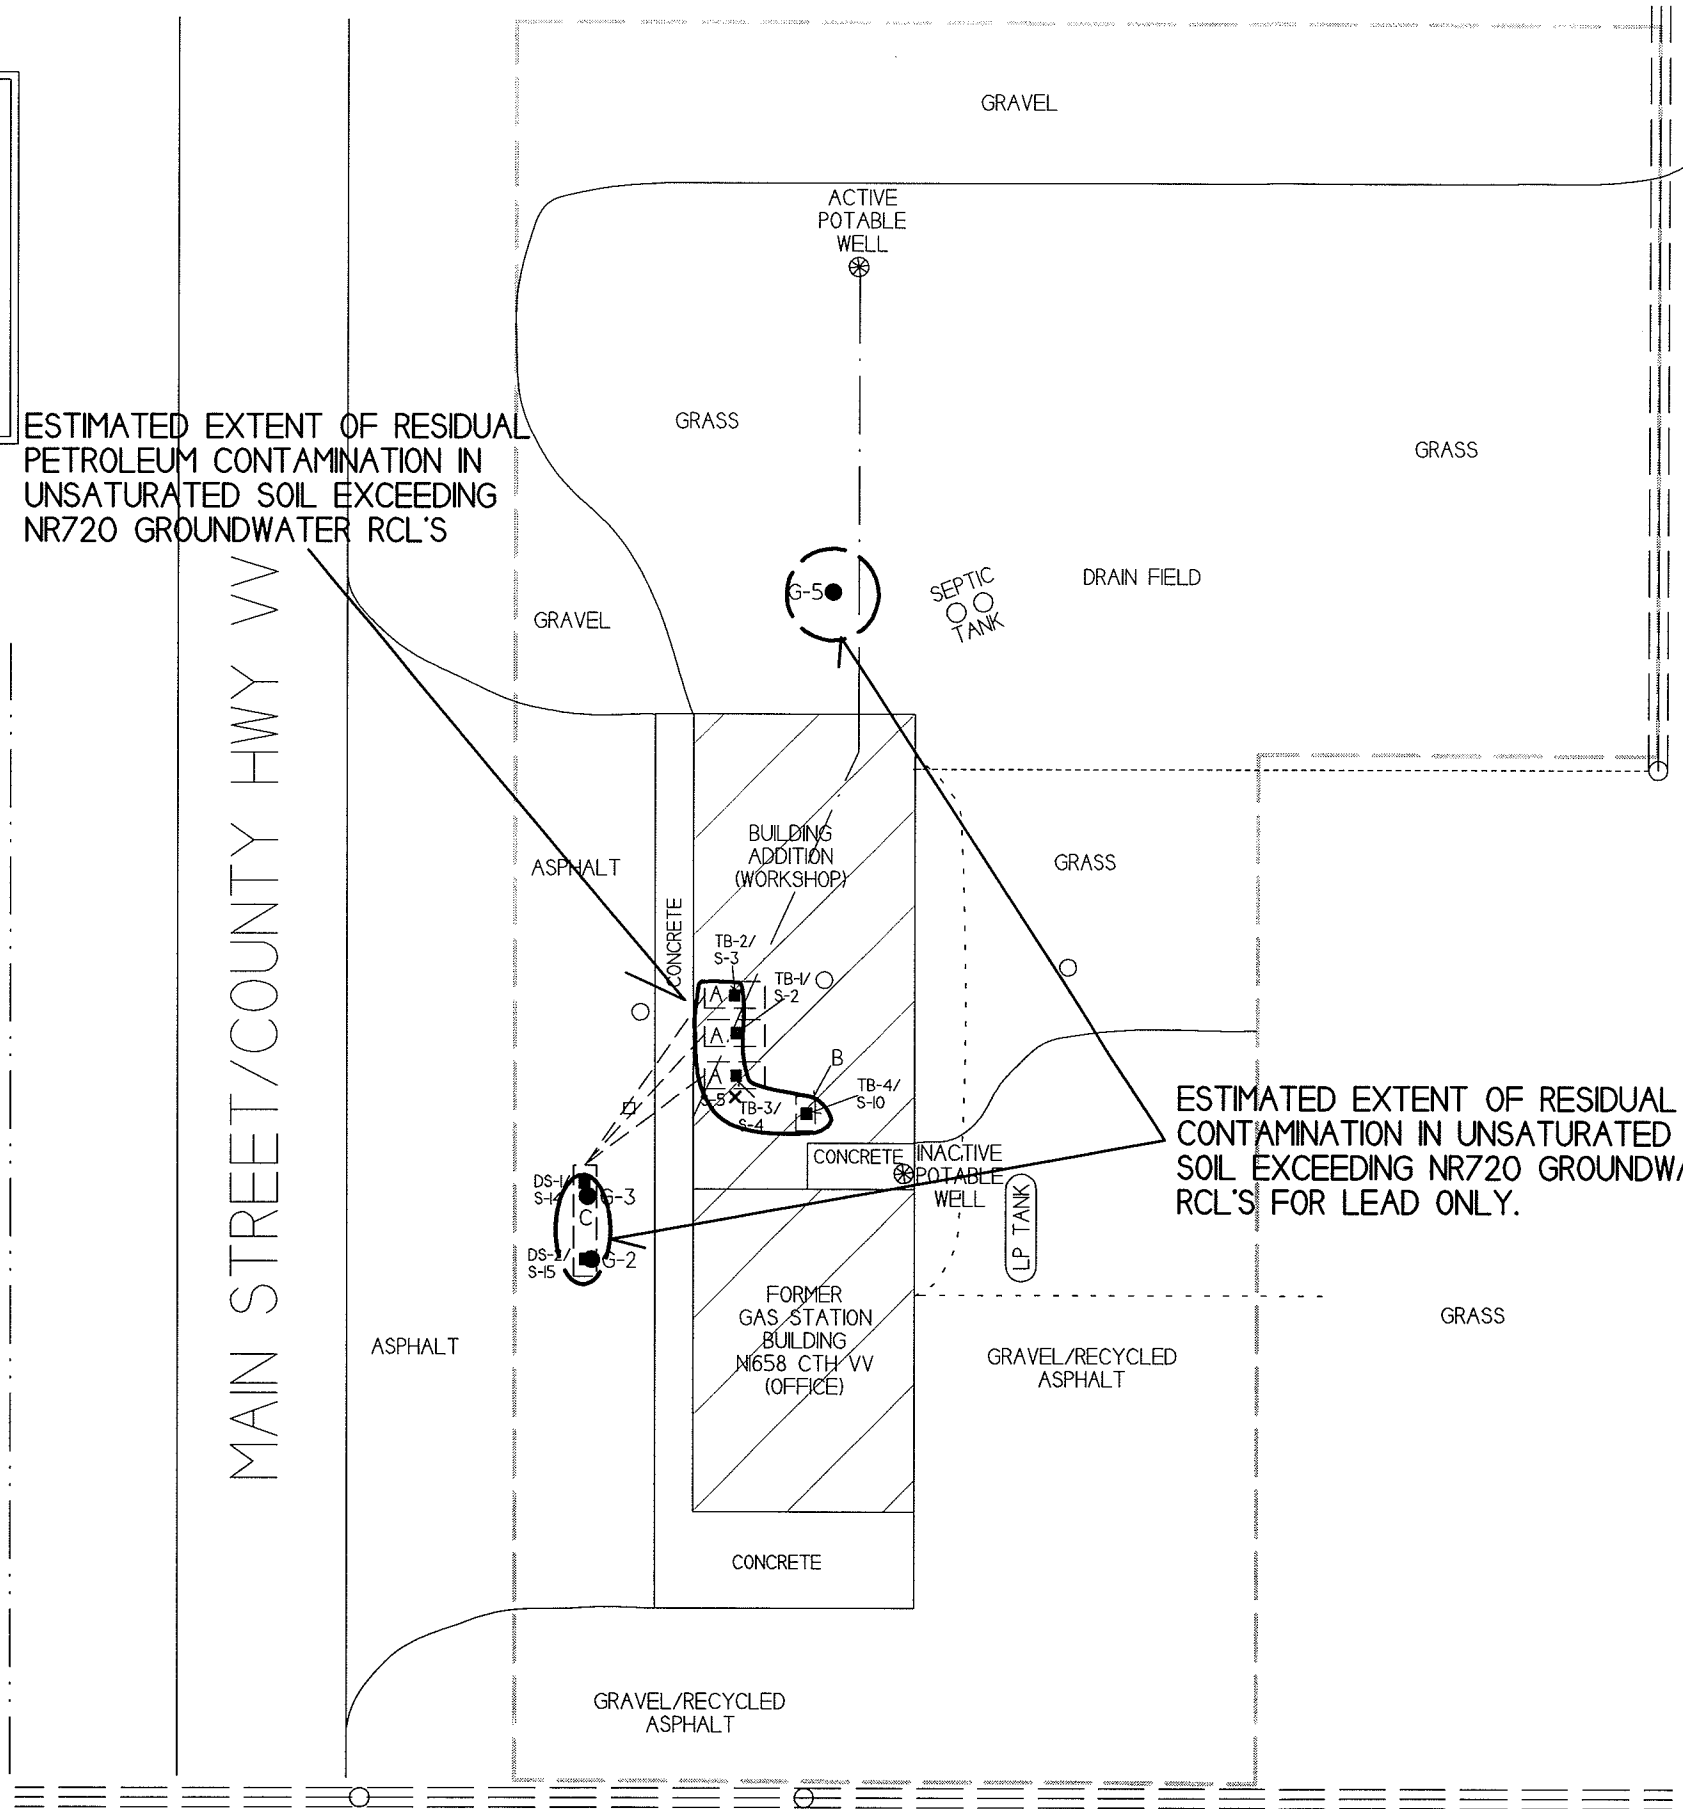 GRAVEL
ACTIVE
POTABLE
WELL
ESTIMATED EXTENT OF RESIDUAL
PETROLEUM CONTAMINATION IN
UNSATURATED SOIL EXCEEDING
NR720 GROUNDWATER RCL'S
GRASS
GRASS
MAIN STREET/COUNTY HWY VV
G-5
SEPTIC
TANK
DRAIN FIELD
GRAVEL
BUILDING
ADDITION
(WORKSHOP)
ASPHALT
GRASS
CONCRETE
TB-2/
S-3
TB-1/
S-2
A
A
A
B
S-5
TB-3/
S-4
TB-4/
S-10
ESTIMATED EXTENT OF RESIDUAL
CONTAMINATION IN UNSATURATED
SOIL EXCEEDING NR720 GROUNDWA
RCL'S FOR LEAD ONLY.
CONCRETE
INACTIVE
POTABLE
WELL
LP TANK
DS-1/
S-14
G-3
C
DS-2/
S-15
G-2
FORMER
GAS STATION
BUILDING
N1658 CTH VV
(OFFICE)
ASPHALT
GRAVEL/RECYCLED
ASPHALT
GRASS
CONCRETE
GRAVEL/RECYCLED
ASPHALT